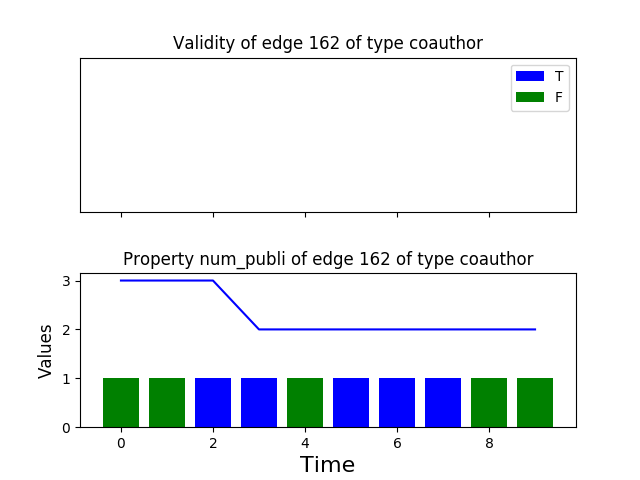 Validity of edge 162 of type coauthor
T
F
Property num_publi of edge 162 of type coauthor
3
2
1
0
Values
0 2 4 6 8
Time